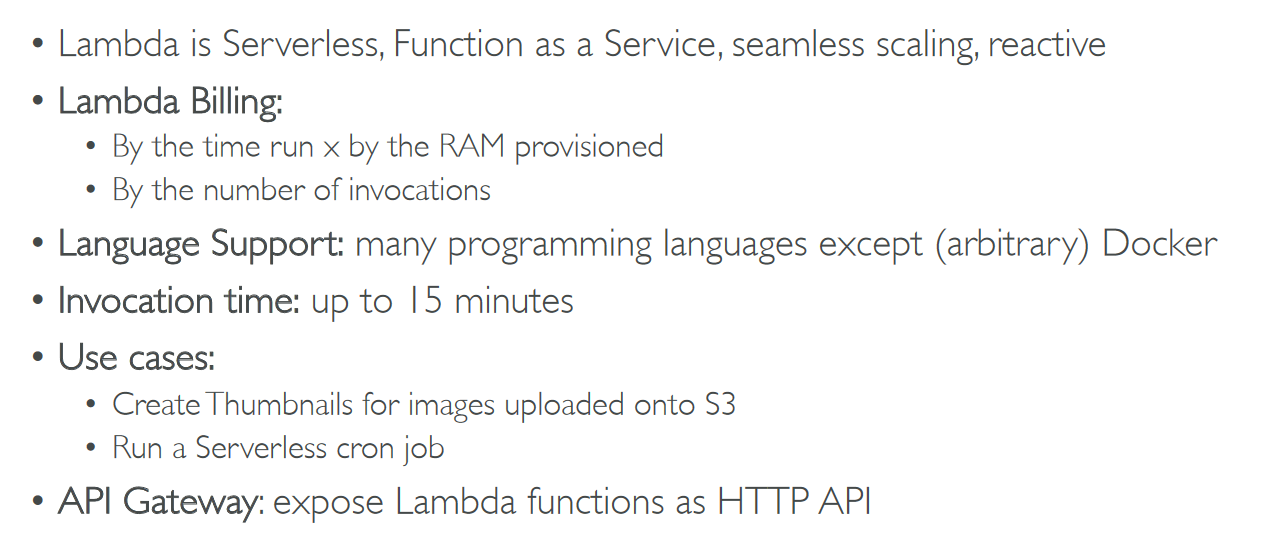 • Lambda is Serverless, Function as a Service, seamless scaling, reactive
• Lambda Billing:
• By the time run x by the RAM provisioned
• By the number of invocations
• Language Support: many programming languages except (arbitrary) Docker
• Invocation time: up to 15 minutes
• Use cases:
• Create Thumbnails for images uploaded onto S3
• Run a Serverless cron job
• API Gateway: expose Lambda functions as HTTP API